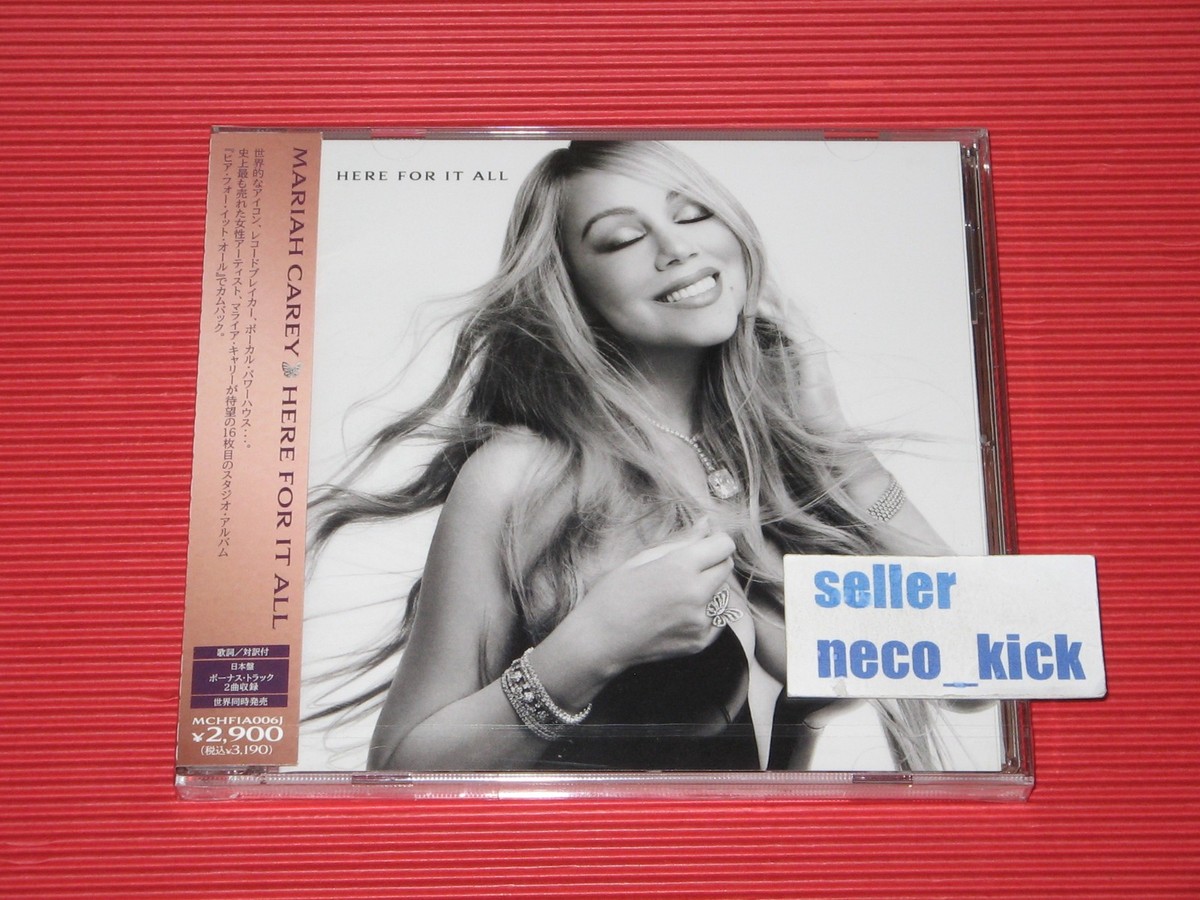 MARIAH CAREY HERE FOR IT ALL
世界的なアイコン、レコードブレイカー、ボーカル・パワーハウス・・・。
史上最も売れた女性アーティスト、マライア・キャリーが待望の16枚目のスタジオ・アルバム
『ヒア・フォー・イット・オール』でカムバック。
歌詞/対訳付
日本盤
ボーナス・トラック
2曲収録
世界同時発売
MCHFIA006J
¥2,900
(税込¥3,190)
HERE FOR IT ALL
seller
neco_kick